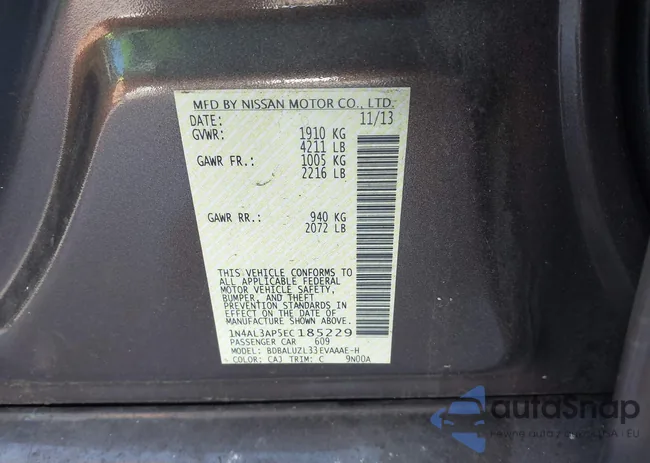 MFD BY NISSAN MOTOR CO., LTD.
DATE: 11/13
GVWR: 1910 KG
4211 LB
GAWR FR.: 1005 KG
2216 LB
GAWR RR.: 940 KG
2072 LB
THIS VEHICLE CONFORMS TO
ALL APPLICABLE FEDERAL
MOTOR VEHICLE SAFETY,
BUMPER, AND THEFT
PREVENTION STANDARDS IN
EFFECT ON THE DATE OF
MANUFACTURE SHOWN ABOVE.
1N4AL3AP5EC185229
PASSENGER CAR 609
MODEL: BDBALUZL33EVAAAE-H
COLOR: CAJ TRIM: C 9N00A
autoSnap